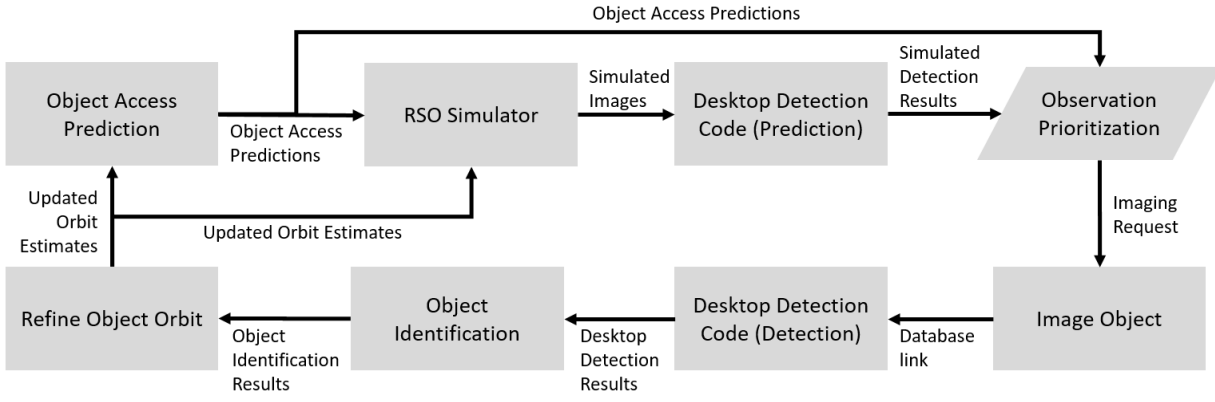 Object Access Predictions
Object Access
Prediction
Object Access
Predictions
RSO Simulator
Simulated
Images
Desktop Detection
Code (Prediction)
Simulated
Detection
Results
Observation
Prioritization
Updated
Orbit
Estimates
Updated Orbit Estimates
Imaging
Request
Refine Object Orbit
Object
Identification
Results
Object
Identification
Desktop
Detection
Results
Desktop Detection
Code (Detection)
Database
link
Image Object